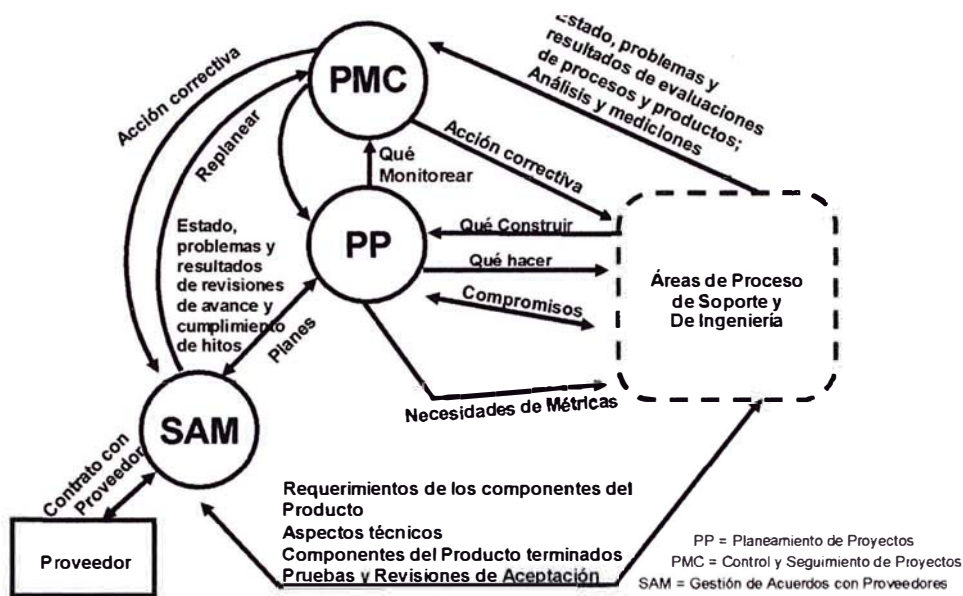 PMC
Estado, problemas y
resultados de evaluaciones
de procesos y productos;
Análisis y mediciones
Acción correctiva
Replanear
Acción correctiva
Qué
Monitorear
PP
Qué Construir
Qué hacer
Compromisos
Áreas de Proceso
de Soporte y
De Ingeniería
Estado,
problemas y
resultados
de revisiones
de avance y
cumplimiento
de hitos
Planes
Necesidades de Métricas
SAM
Contrato con
Proveedor
Proveedor
Requerimientos de los componentes del
Producto
Aspectos técnicos
Componentes del Producto terminados
Pruebas y Revisiones de Aceptación
PP = Planeamiento de Proyectos
PMC = Control y Seguimiento de Proyectos
SAM = Gestión de Acuerdos con Proveedores